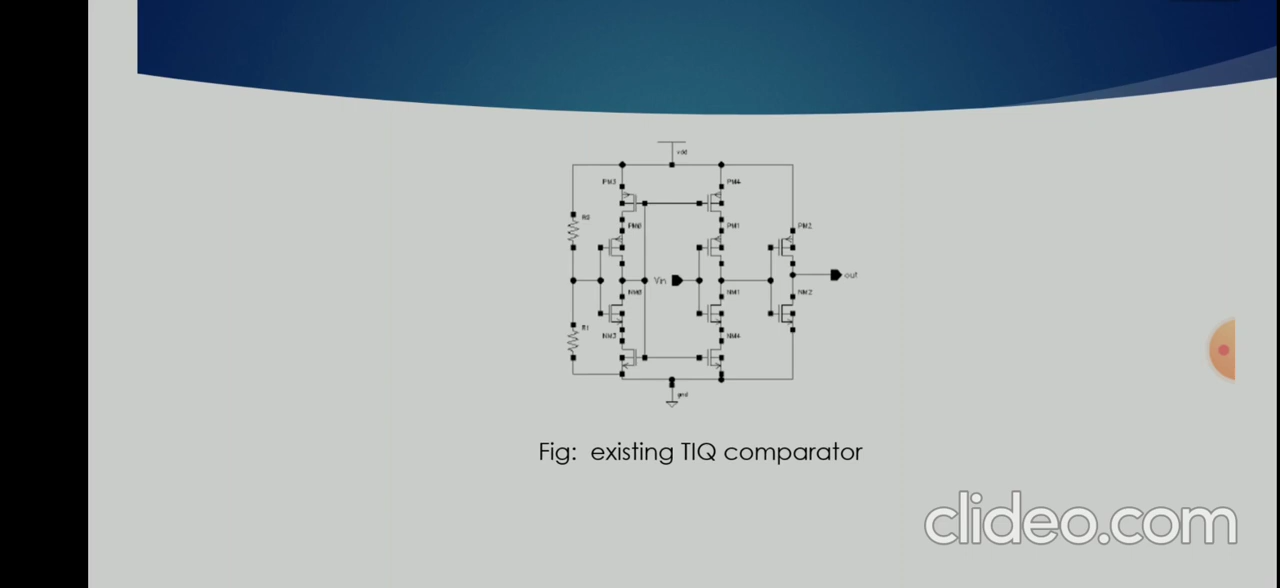 vdd
PM3 PM4
R0 PM0 PM1 PM2
Vin out
NM0 NM1 NM2
R1 NM3 NM4
gnd
Fig: existing TIQ comparator
clideo.com